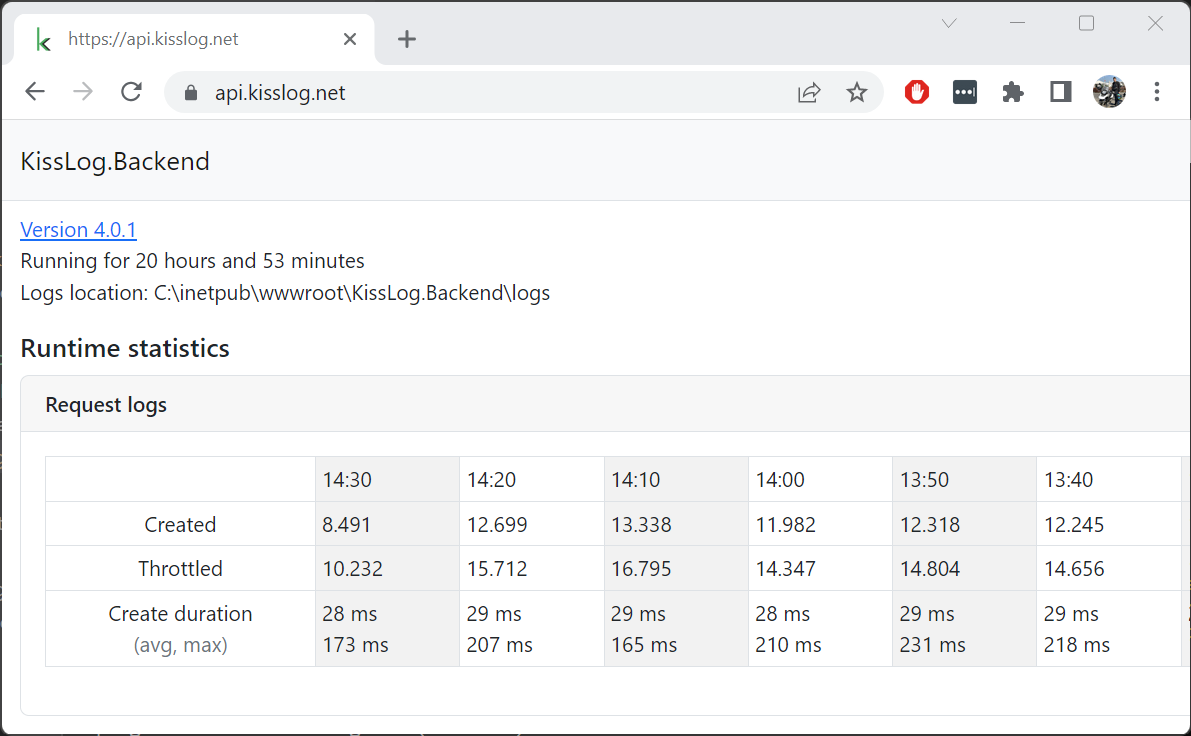 https://api.kisslog.net
api.kisslog.net
KissLog.Backend
Version 4.0.1
Running for 20 hours and 53 minutes
Logs location: C:\inetpub\wwwroot\KissLog.Backend\logs
Runtime statistics
Request logs
14:30 14:20 14:10 14:00 13:50 13:40
Created 8.491 12.699 13.338 11.982 12.318 12.245
Throttled 10.232 15.712 16.795 14.347 14.804 14.656
Create duration 28 ms 29 ms 29 ms 28 ms 29 ms 29 ms
(avg, max) 173 ms 207 ms 165 ms 210 ms 231 ms 218 ms